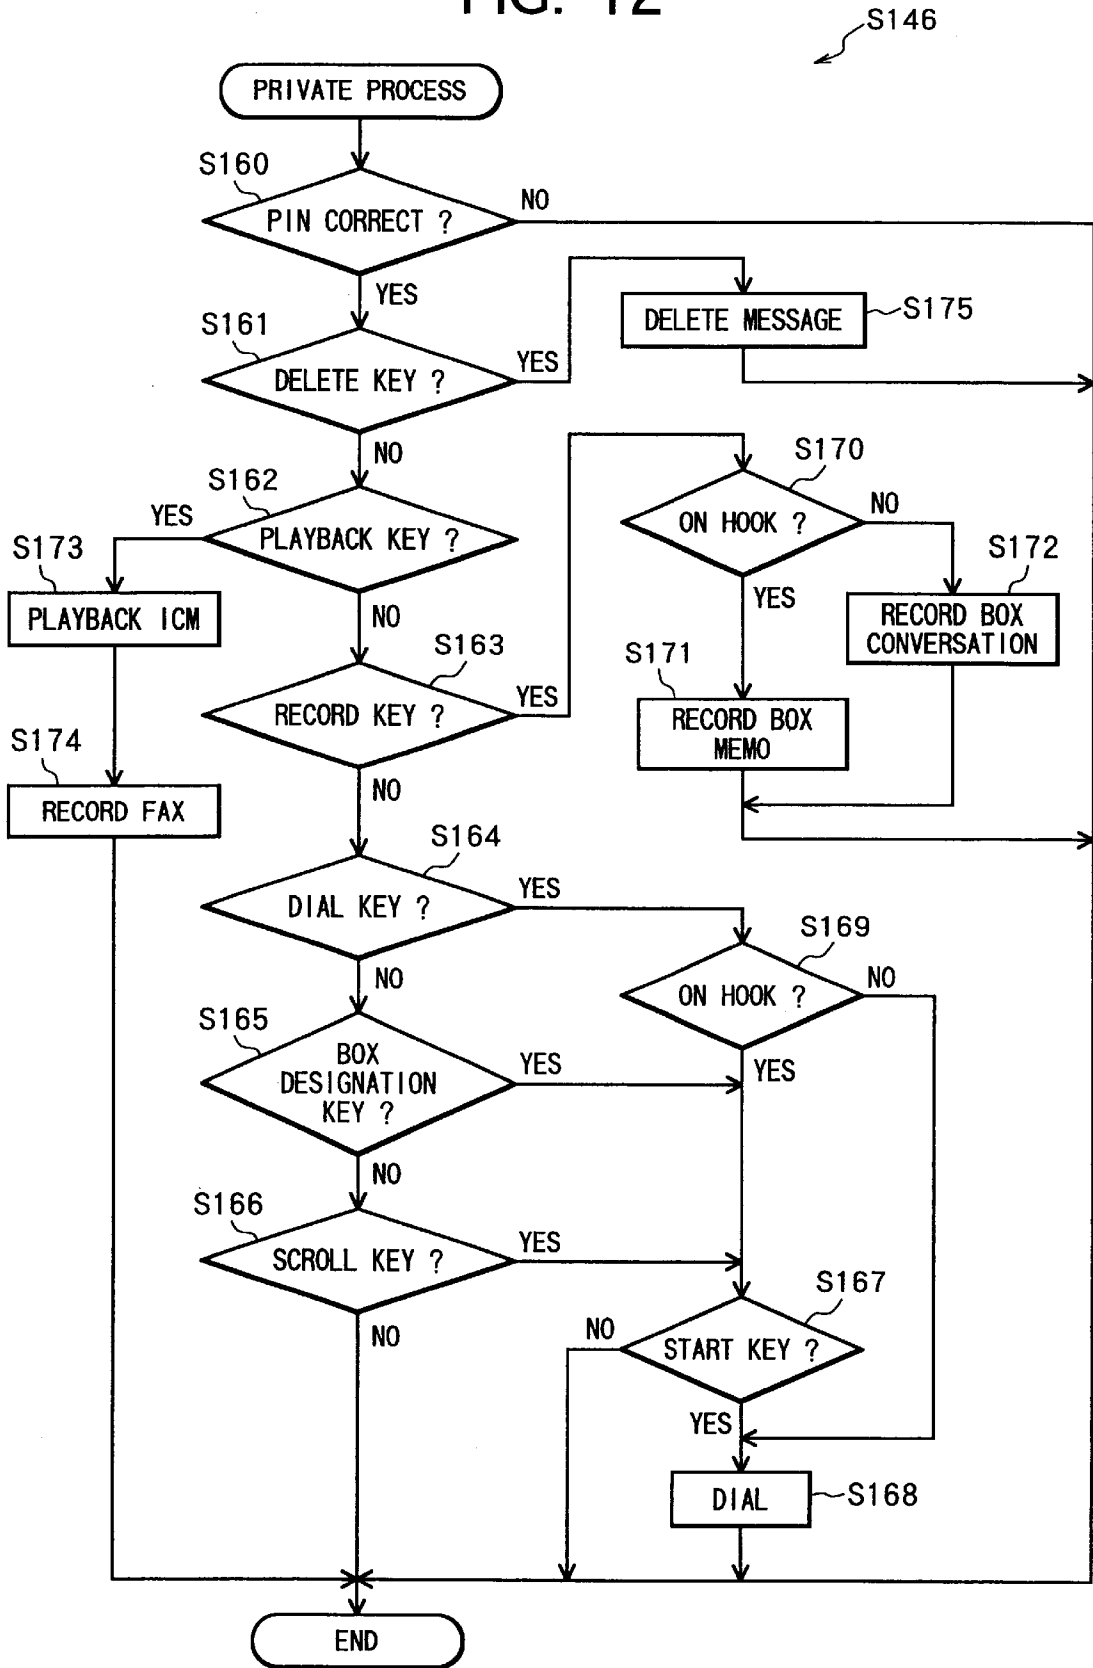 FIG. 12
S146
PRIVATE PROCESS
S160
PIN CORRECT ?
NO
YES
S161
DELETE KEY ?
YES
DELETE MESSAGE
S175
NO
S162
YES
PLAYBACK KEY ?
S170
ON HOOK ?
NO
S173
PLAYBACK ICM
S172
RECORD BOX
CONVERSATION
YES
NO
S163
RECORD KEY ?
YES
S171
RECORD BOX
MEMO
S174
RECORD FAX
NO
S164
DIAL KEY ?
YES
S169
ON HOOK ?
NO
NO
S165
BOX
DESIGNATION
KEY ?
YES
YES
NO
S166
SCROLL KEY ?
YES
S167
NO
START KEY ?
NO
YES
DIAL
S168
END